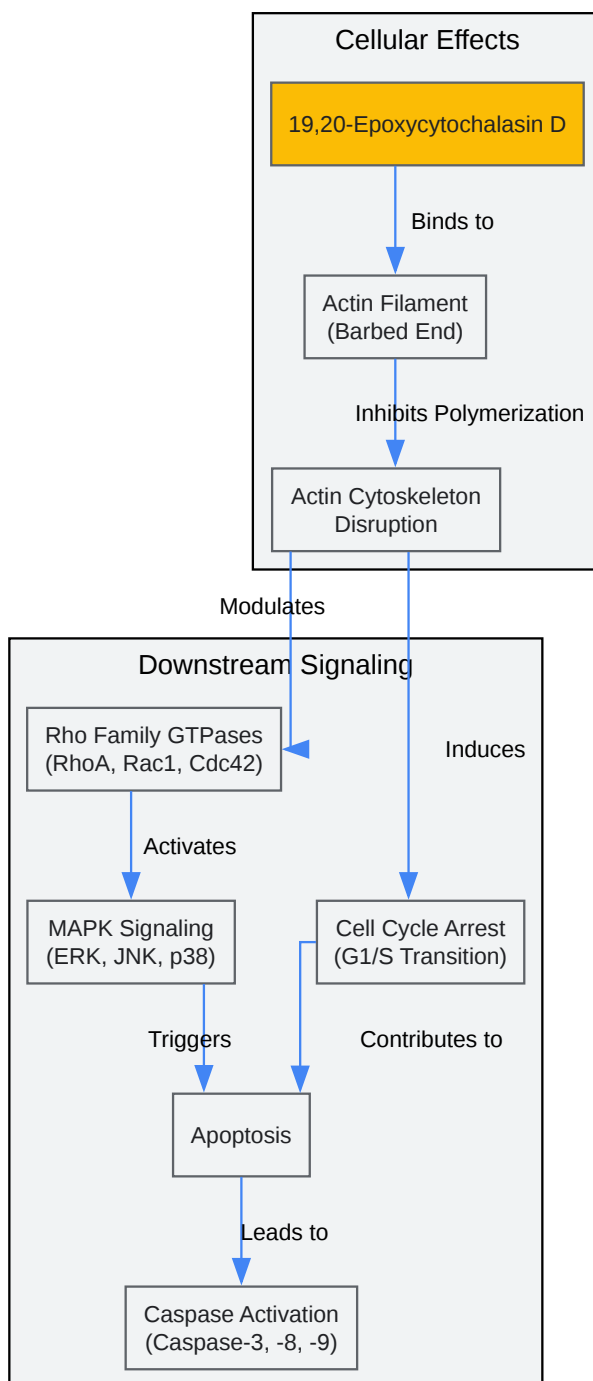 Cellular Effects
19,20-Epoxycytochalasin D
Binds to
Actin Filament
(Barbed End)
Inhibits Polymerization
Actin Cytoskeleton
Disruption
Modulates
Downstream Signaling
Rho Family GTPases
(RhoA, Rac1, Cdc42)
Induces
Activates
MAPK Signaling
(ERK, JNK, p38)
Cell Cycle Arrest
(G1/S Transition)
Triggers
Contributes to
Apoptosis
Leads to
Caspase Activation
(Caspase-3, -8, -9)